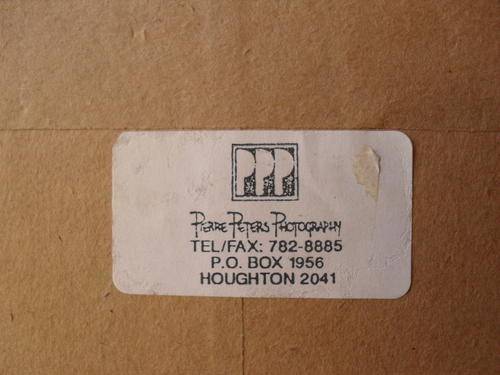 PPP
PIERRE PETERS PHOTOGRAPHY
TEL/FAX: 782-8885
P.O. BOX 1956
HOUGHTON 2041